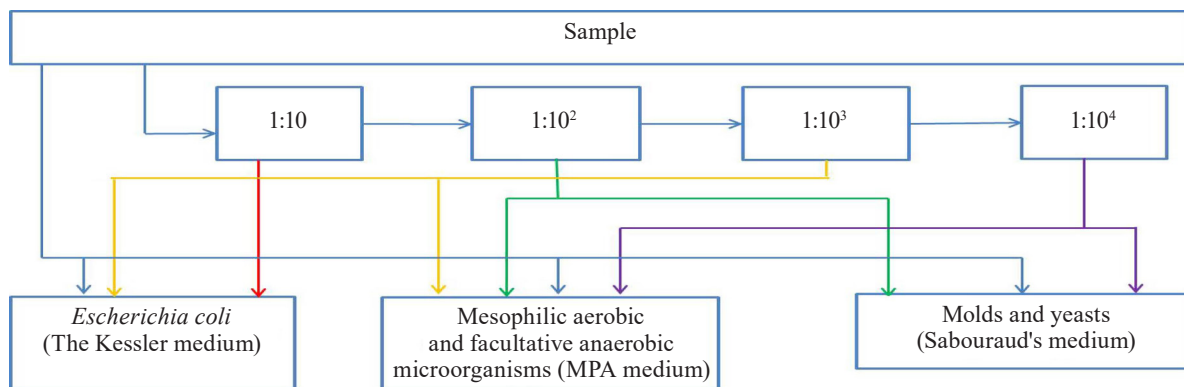 Sample
1:10
1:10²
1:10³
1:10⁴
Escherichia coli
(The Kessler medium)
Mesophilic aerobic
and facultative anaerobic
microorganisms (MPA medium)
Molds and yeasts
(Sabouraud's medium)